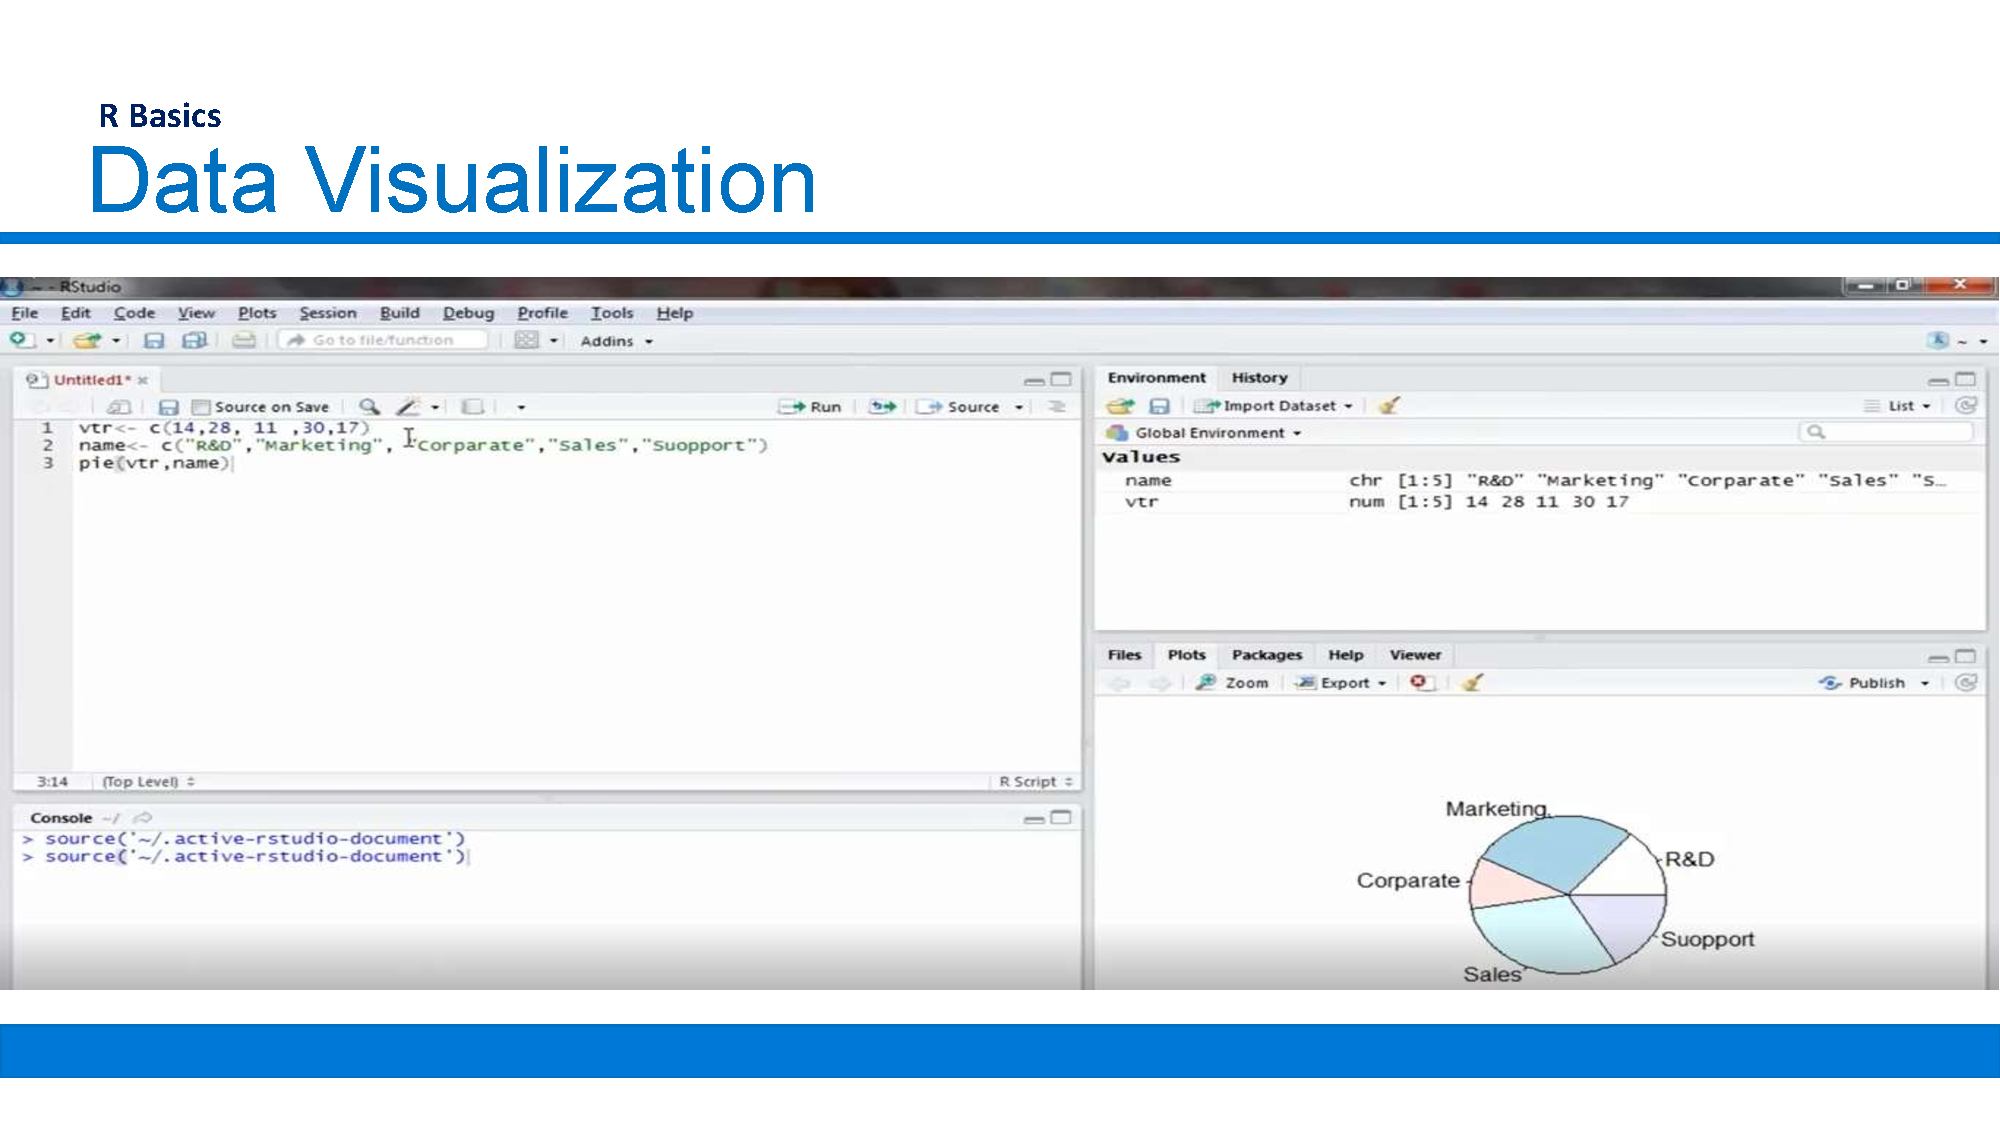 R Basics
Data Visualization
~ - RStudio
File Edit Code View Plots Session Build Debug Profile Tools Help
Go to file/function Addins
~
Untitled1*
Source on Save Run Source
1 vtr<- c(14,28, 11 ,30,17)
2 name<- c("R&D","Marketing", "Corparate","Sales","Suopport")
3 pie(vtr,name)
3:14 (Top Level) R Script
Console ~/
> source('~/.active-rstudio-document')
> source('~/.active-rstudio-document')
Environment History
Import Dataset List
Global Environment
Values
name chr [1:5] "R&D" "Marketing" "Corparate" "Sales" "S…
vtr num [1:5] 14 28 11 30 17
Files Plots Packages Help Viewer
Zoom Export Publish
Marketing
R&D
Corparate
Suopport
Sales